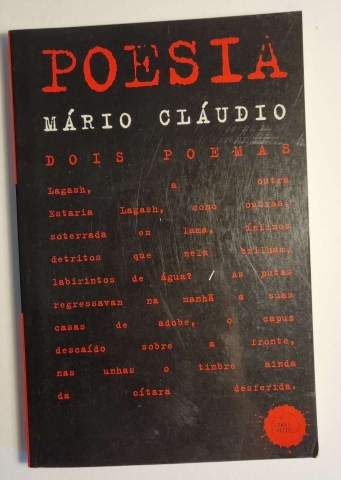 POESIA
MÁRIO CLÁUDIO
DOIS POEMAS
Lagash, a outra
Estaria Lagash, como outras,
soterrada en lama, ínfimos
detritos que nela brilham,
labirintos de água? / As putas
regressavan na manhã a suas
casas de adobe, o capuz
descaído sobre a fronte,
nas unhas o timbre ainda
da cítara desferida.